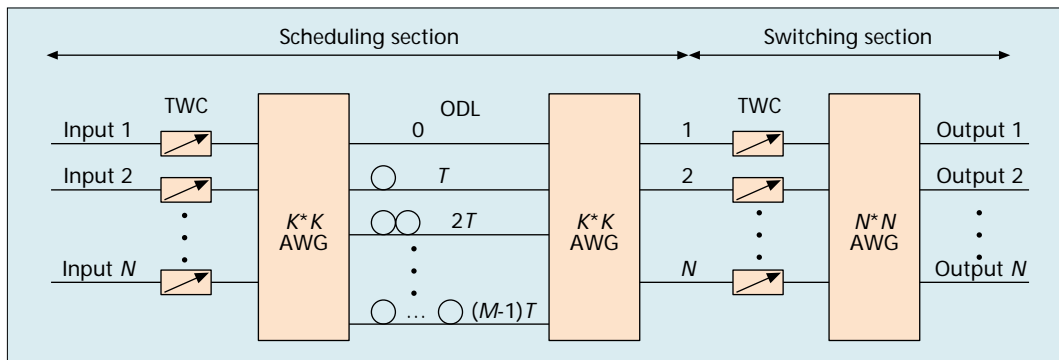 Scheduling section
Switching section
TWC
ODL
TWC
Input 1
0
1
Output 1
Input 2
T
2
Output 2
K*K
AWG
2T
K*K
AWG
N*N
AWG
Input N
N
Output N
... (M-1)T